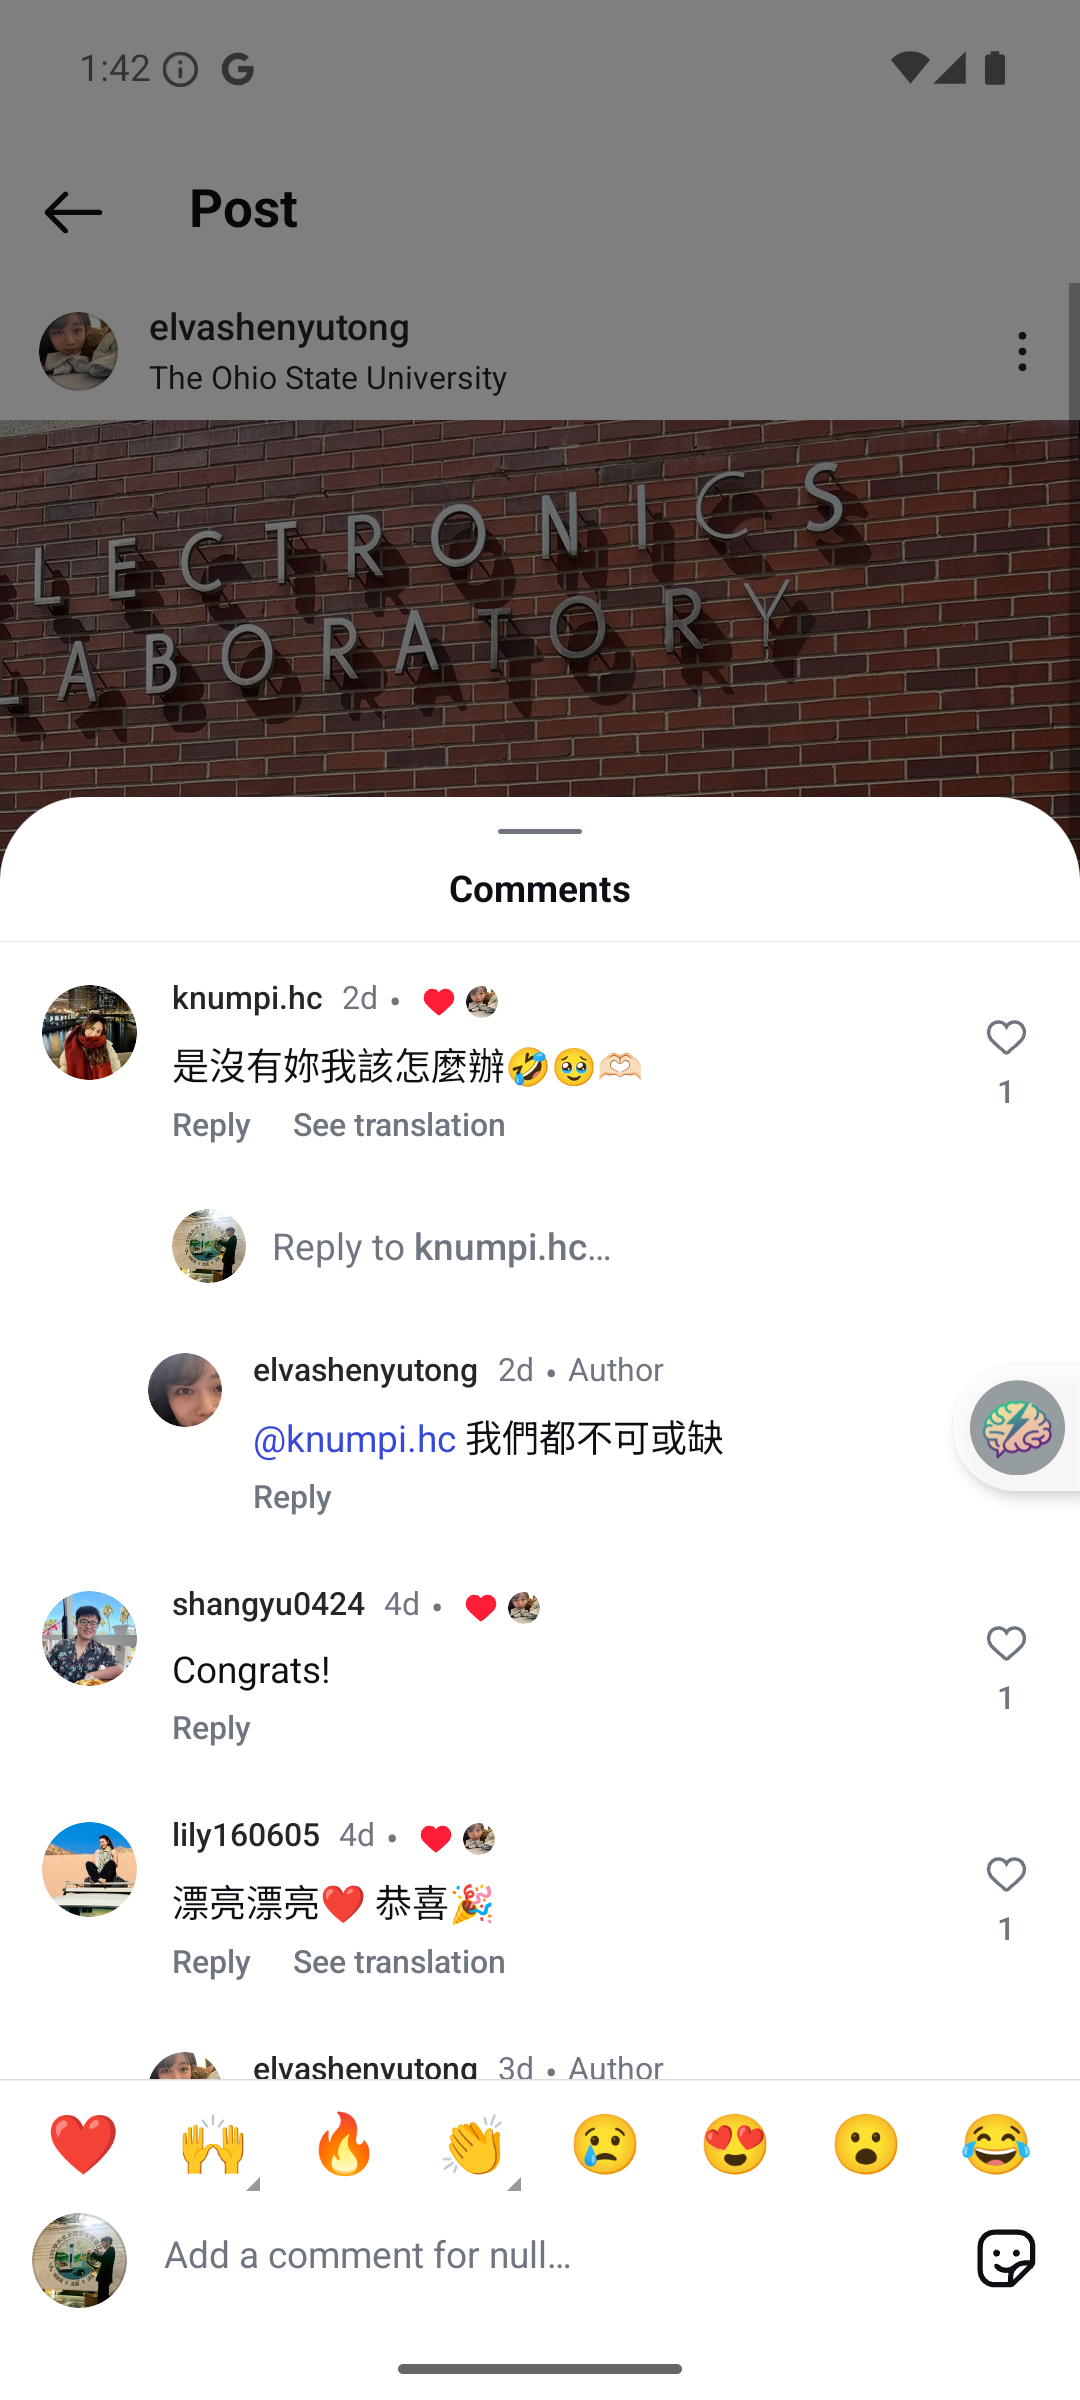 1:42
Post
elvashenyutong
The Ohio State University
LECTRONICS
LABORATORY
Comments
knumpi.hc 2d •
是沒有妳我該怎麼辦🤣🥹🫶🏻
1
Reply See translation
Reply to knumpi.hc…
elvashenyutong 2d • Author
@knumpi.hc 我們都不可或缺
Reply
shangyu0424 4d •
Congrats!
1
Reply
lily160605 4d •
漂亮漂亮❤️ 恭喜🎉
1
Reply See translation
elvashenyutong 3d • Author
❤️🙌🔥👏😢😍😮😂
Add a comment for null…